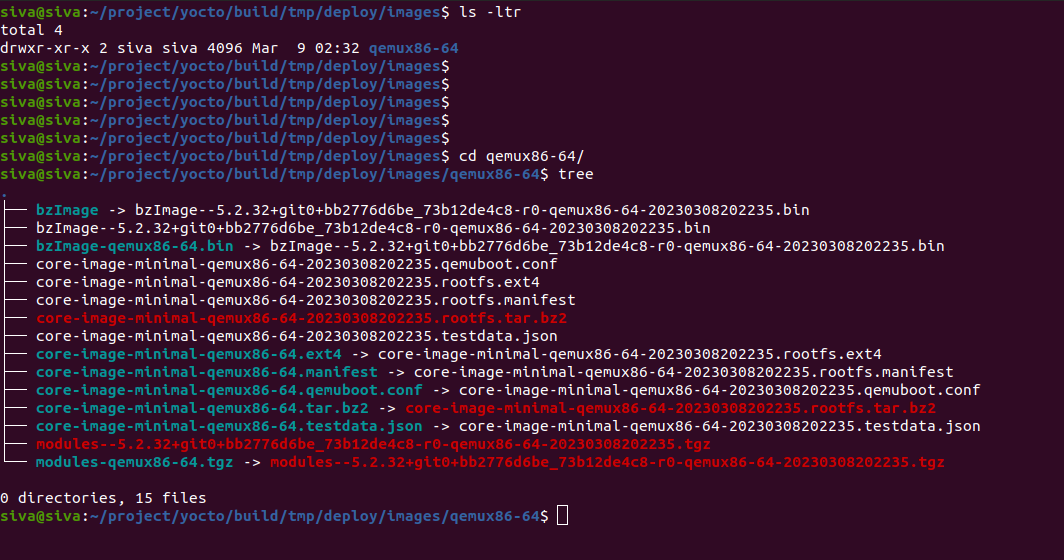 siva@siva:~/project/yocto/build/tmp/deploy/images$ ls -ltr
total 4
drwxr-xr-x 2 siva siva 4096 Mar  9 02:32 qemux86-64
siva@siva:~/project/yocto/build/tmp/deploy/images$
siva@siva:~/project/yocto/build/tmp/deploy/images$
siva@siva:~/project/yocto/build/tmp/deploy/images$
siva@siva:~/project/yocto/build/tmp/deploy/images$
siva@siva:~/project/yocto/build/tmp/deploy/images$
siva@siva:~/project/yocto/build/tmp/deploy/images$ cd qemux86-64/
siva@siva:~/project/yocto/build/tmp/deploy/images/qemux86-64$ tree
.
├── bzImage -> bzImage--5.2.32+git0+bb2776d6be_73b12de4c8-r0-qemux86-64-20230308202235.bin
├── bzImage--5.2.32+git0+bb2776d6be_73b12de4c8-r0-qemux86-64-20230308202235.bin
├── bzImage-qemux86-64.bin -> bzImage--5.2.32+git0+bb2776d6be_73b12de4c8-r0-qemux86-64-20230308202235.bin
├── core-image-minimal-qemux86-64-20230308202235.qemuboot.conf
├── core-image-minimal-qemux86-64-20230308202235.rootfs.ext4
├── core-image-minimal-qemux86-64-20230308202235.rootfs.manifest
├── core-image-minimal-qemux86-64-20230308202235.rootfs.tar.bz2
├── core-image-minimal-qemux86-64-20230308202235.testdata.json
├── core-image-minimal-qemux86-64.ext4 -> core-image-minimal-qemux86-64-20230308202235.rootfs.ext4
├── core-image-minimal-qemux86-64.manifest -> core-image-minimal-qemux86-64-20230308202235.rootfs.manifest
├── core-image-minimal-qemux86-64.qemuboot.conf -> core-image-minimal-qemux86-64-20230308202235.qemuboot.conf
├── core-image-minimal-qemux86-64.tar.bz2 -> core-image-minimal-qemux86-64-20230308202235.rootfs.tar.bz2
├── core-image-minimal-qemux86-64.testdata.json -> core-image-minimal-qemux86-64-20230308202235.testdata.json
├── modules--5.2.32+git0+bb2776d6be_73b12de4c8-r0-qemux86-64-20230308202235.tgz
└── modules-qemux86-64.tgz -> modules--5.2.32+git0+bb2776d6be_73b12de4c8-r0-qemux86-64-20230308202235.tgz
0 directories, 15 files
siva@siva:~/project/yocto/build/tmp/deploy/images/qemux86-64$